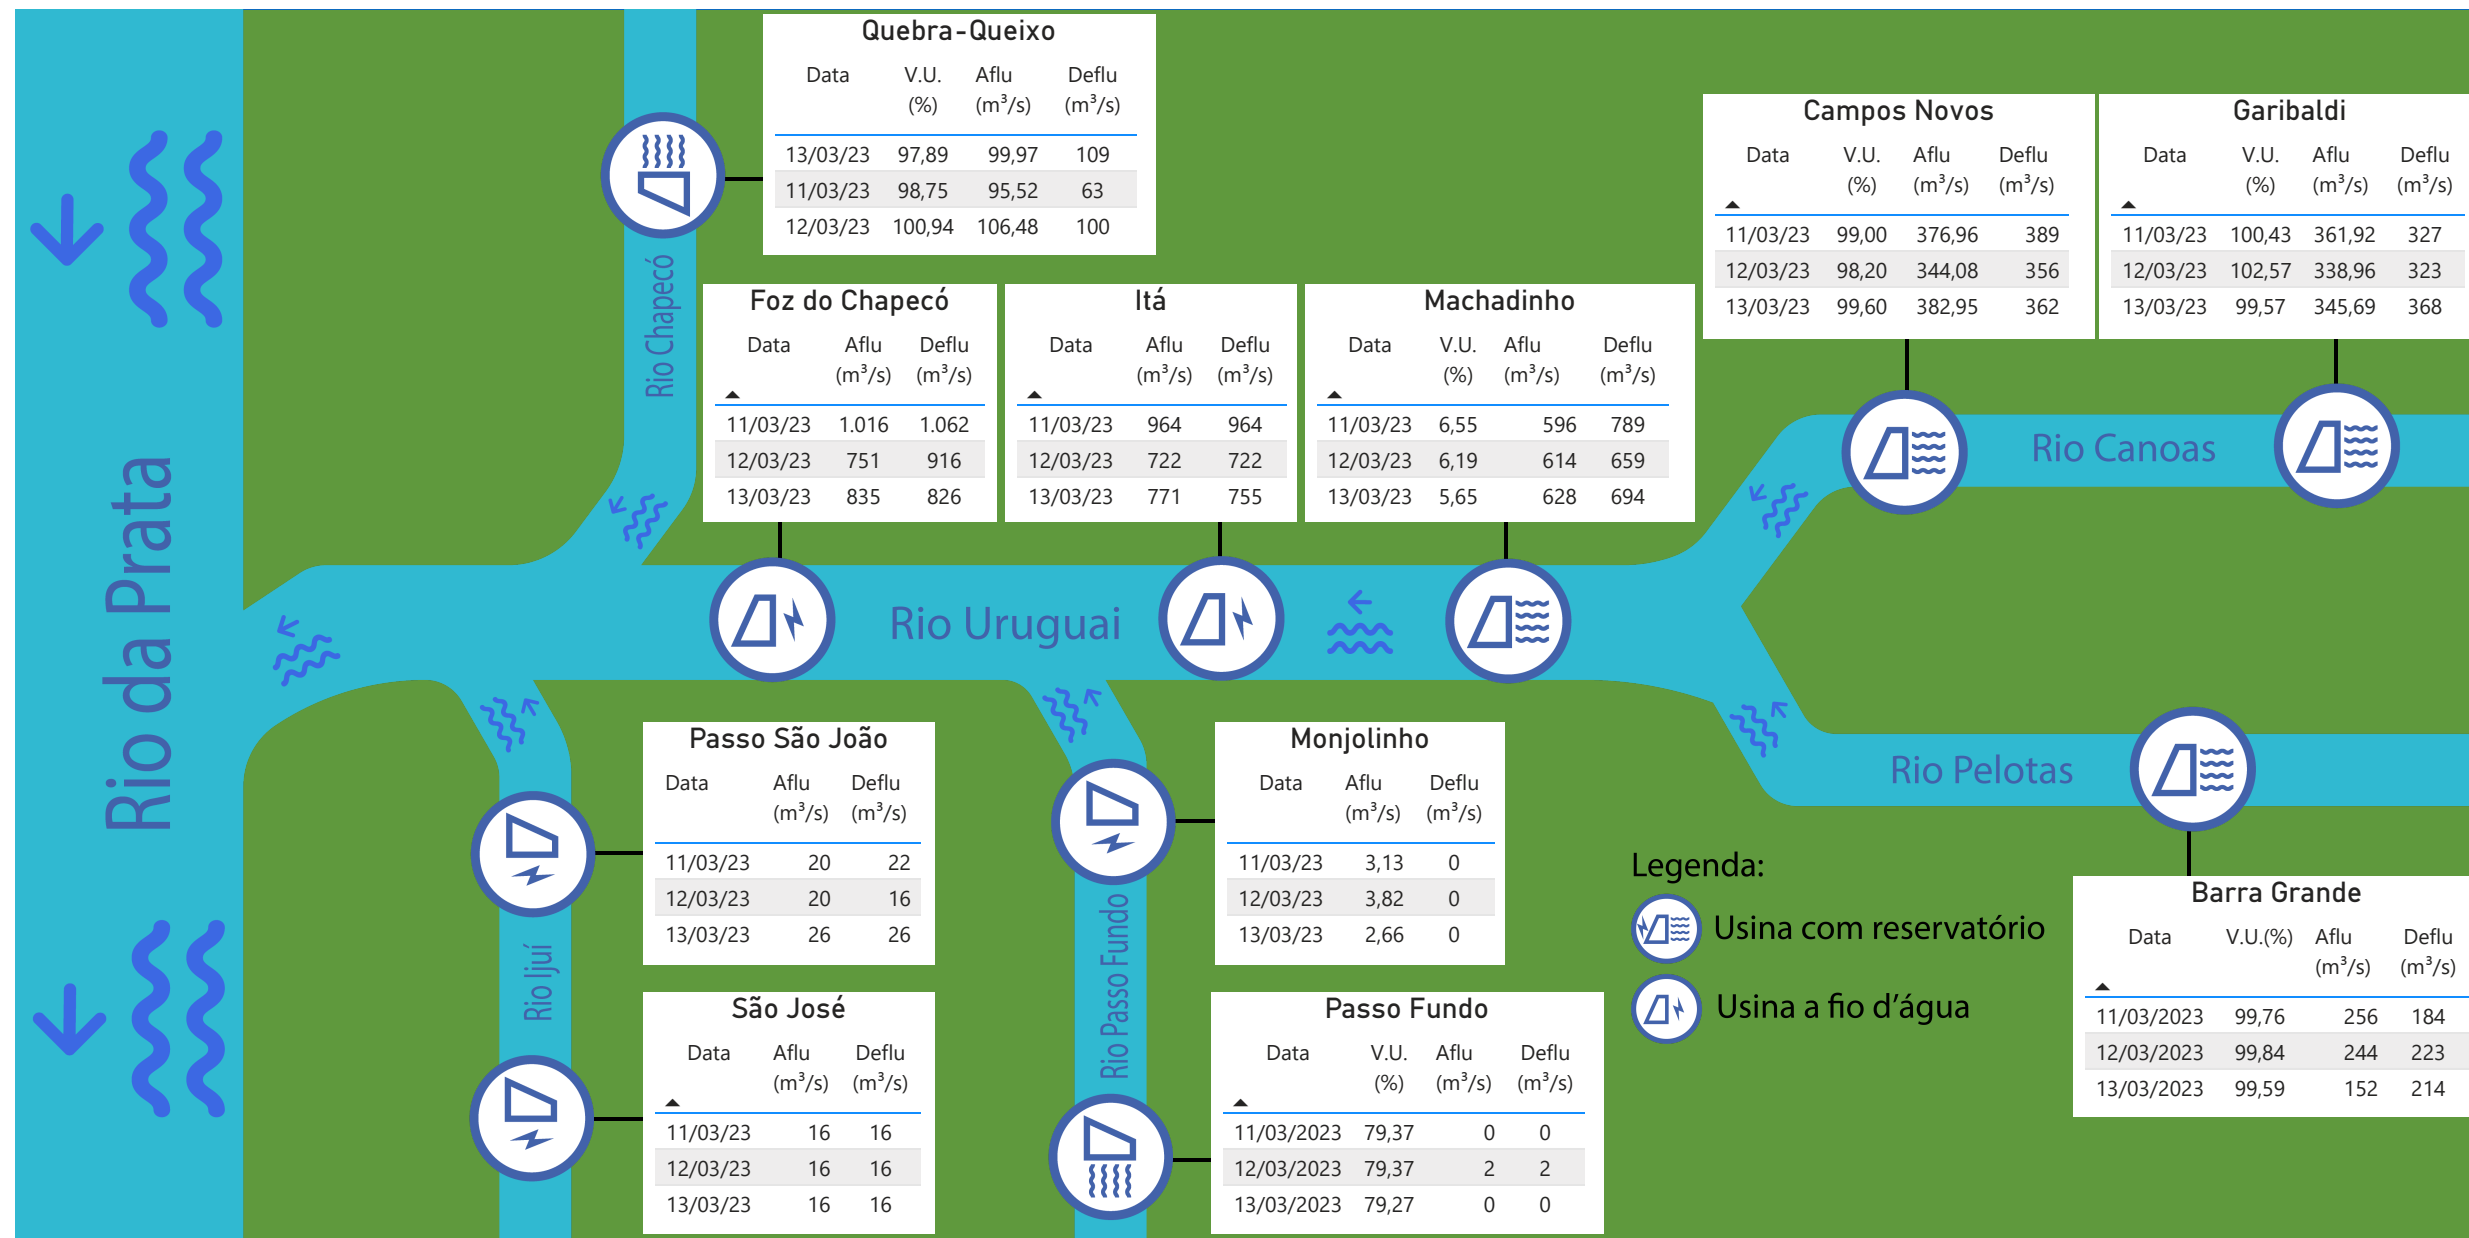 Quebra-Queixo
Data V.U. (%) Aflu (m³/s) Deflu (m³/s)
13/03/23 97,89 99,97 109
11/03/23 98,75 95,52 63
12/03/23 100,94 106,48 100
Campos Novos
Data V.U. (%) Aflu (m³/s) Deflu (m³/s)
11/03/23 99,00 376,96 389
12/03/23 98,20 344,08 356
13/03/23 99,60 382,95 362
Garibaldi
Data V.U. (%) Aflu (m³/s) Deflu (m³/s)
11/03/23 100,43 361,92 327
12/03/23 102,57 338,96 323
13/03/23 99,57 345,69 368
Rio Chapecó
Foz do Chapecó
Data Aflu (m³/s) Deflu (m³/s)
11/03/23 1.016 1.062
12/03/23 751 916
13/03/23 835 826
Itá
Data Aflu (m³/s) Deflu (m³/s)
11/03/23 964 964
12/03/23 722 722
13/03/23 771 755
Machadinho
Data V.U. (%) Aflu (m³/s) Deflu (m³/s)
11/03/23 6,55 596 789
12/03/23 6,19 614 659
13/03/23 5,65 628 694
Rio Canoas
Rio da Prata
Rio Uruguai
Rio Pelotas
Passo São João
Data Aflu (m³/s) Deflu (m³/s)
11/03/23 20 22
12/03/23 20 16
13/03/23 26 26
Monjolinho
Data Aflu (m³/s) Deflu (m³/s)
11/03/23 3,13 0
12/03/23 3,82 0
13/03/23 2,66 0
Rio Ijuí
Rio Passo Fundo
Legenda:
Usina com reservatório
Usina a fio d’água
Barra Grande
Data V.U.(%) Aflu (m³/s) Deflu (m³/s)
11/03/2023 99,76 256 184
12/03/2023 99,84 244 223
13/03/2023 99,59 152 214
São José
Data Aflu (m³/s) Deflu (m³/s)
11/03/23 16 16
12/03/23 16 16
13/03/23 16 16
Passo Fundo
Data V.U. (%) Aflu (m³/s) Deflu (m³/s)
11/03/2023 79,37 0 0
12/03/2023 79,37 2 2
13/03/2023 79,27 0 0